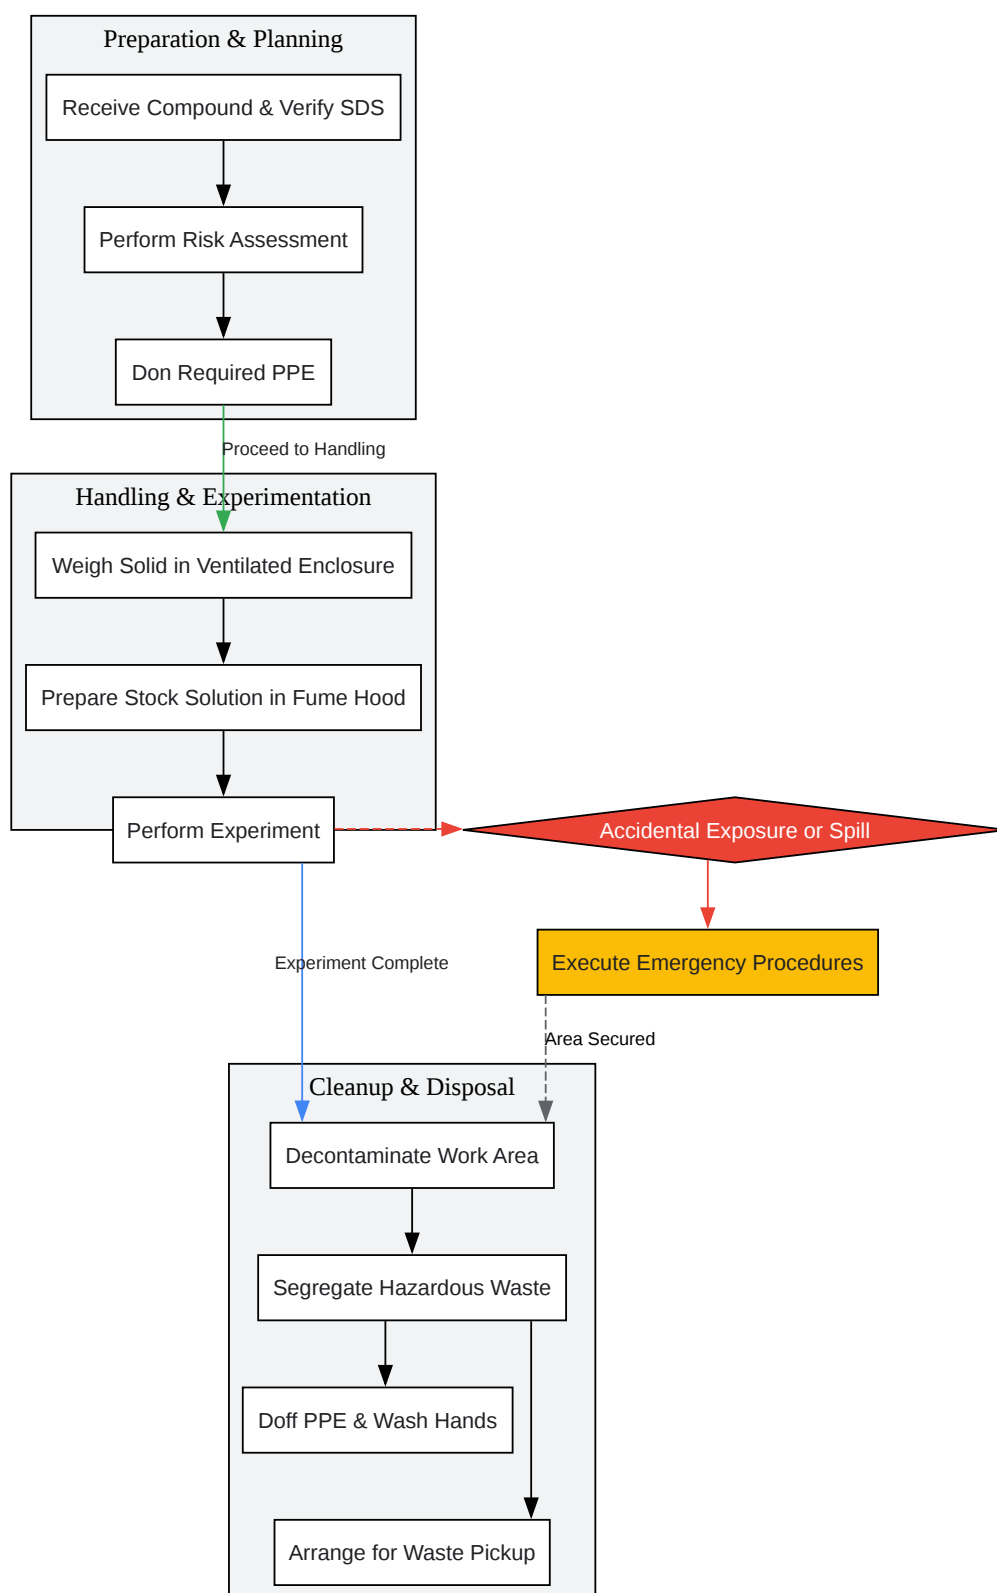 Preparation & Planning
Receive Compound & Verify SDS
Perform Risk Assessment
Don Required PPE
Proceed to Handling
Handling & Experimentation
Weigh Solid in Ventilated Enclosure
Prepare Stock Solution in Fume Hood
Perform Experiment
Accidental Exposure or Spill
Experiment Complete
Execute Emergency Procedures
Area Secured
Cleanup & Disposal
Decontaminate Work Area
Segregate Hazardous Waste
Doff PPE & Wash Hands
Arrange for Waste Pickup